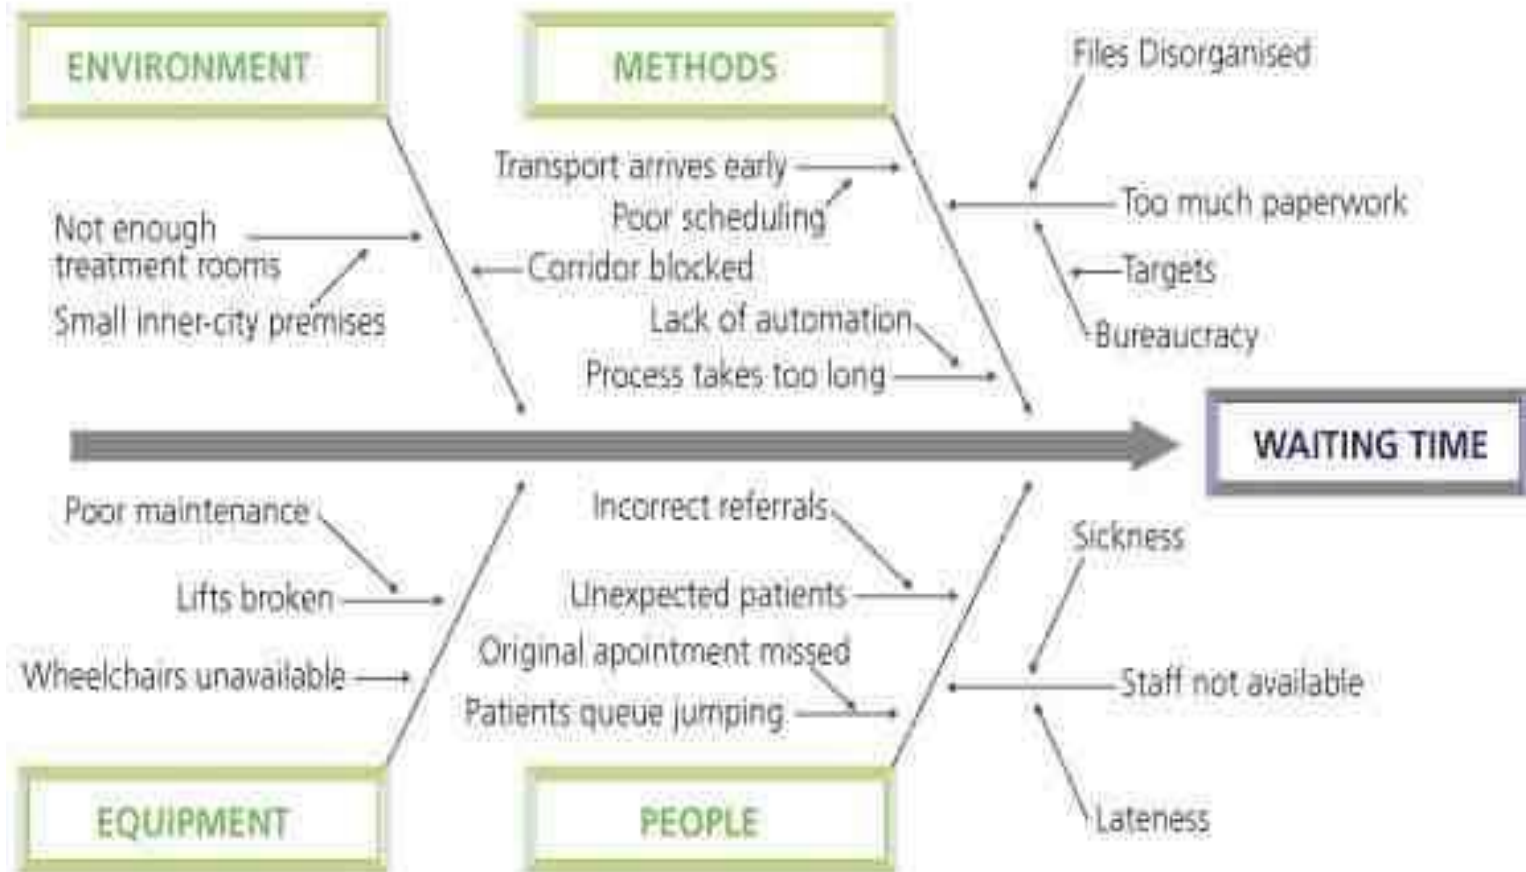 ENVIRONMENT
METHODS
Files Disorganised
Transport arrives early
Poor scheduling
Too much paperwork
Not enough
treatment rooms
Corridor blocked
Targets
Small inner-city premises
Lack of automation
Bureaucracy
Process takes too long
WAITING TIME
Poor maintenance
Incorrect referrals
Sickness
Lifts broken
Unexpected patients
Original apointment missed
Wheelchairs unavailable
Staff not available
Patients queue jumping
EQUIPMENT
PEOPLE
Lateness